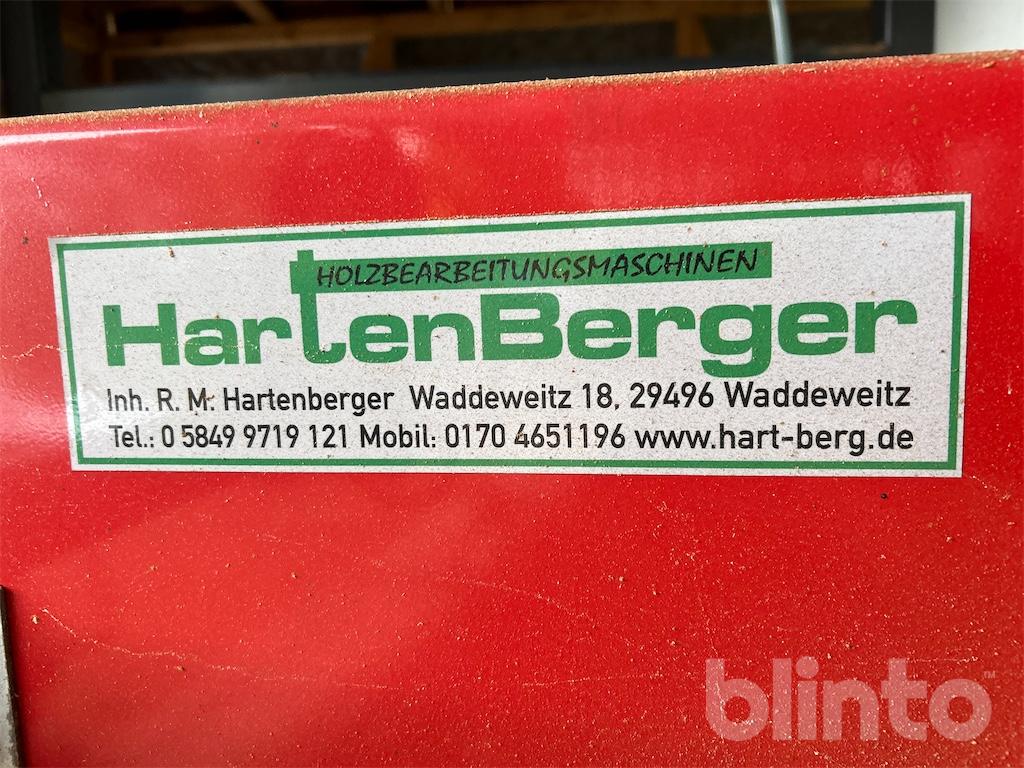 HOLZBEARBEITUNGSMASCHINEN
HartenBerger
Inh. R. M. Hartenberger Waddeweitz 18, 29496 Waddeweitz
Tel.: 0 5849 9719 121 Mobil: 0170 4651196 www.hart-berg.de
blinto™